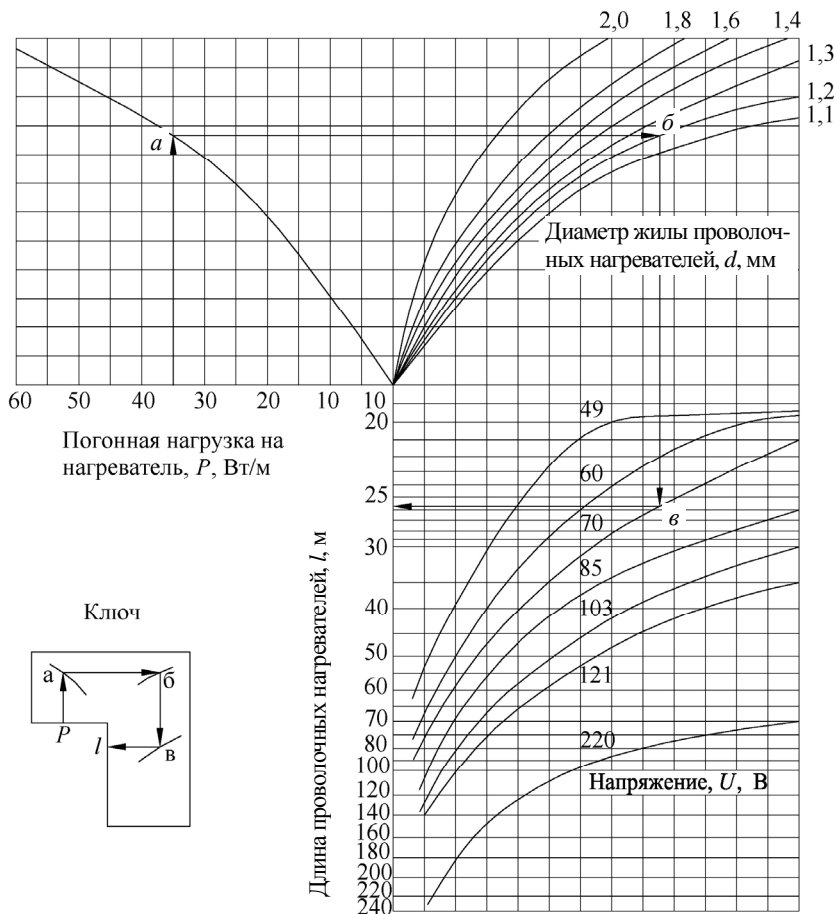 2,0
1,8
1,6
1,4
1,3
1,2
1,1
а
б
Диаметр жилы проволоч-
ных нагревателей, d, мм
60
50
40
30
20
10
10
Погонная нагрузка на
нагреватель, P, Вт/м
20
25
30
40
50
60
70
80
100
120
140
160
180
200
220
240
Длина проволочных нагревателей, l, м
49
60
70
85
103
121
220
в
Напряжение, U, В
Ключ
а
б
P
l
в